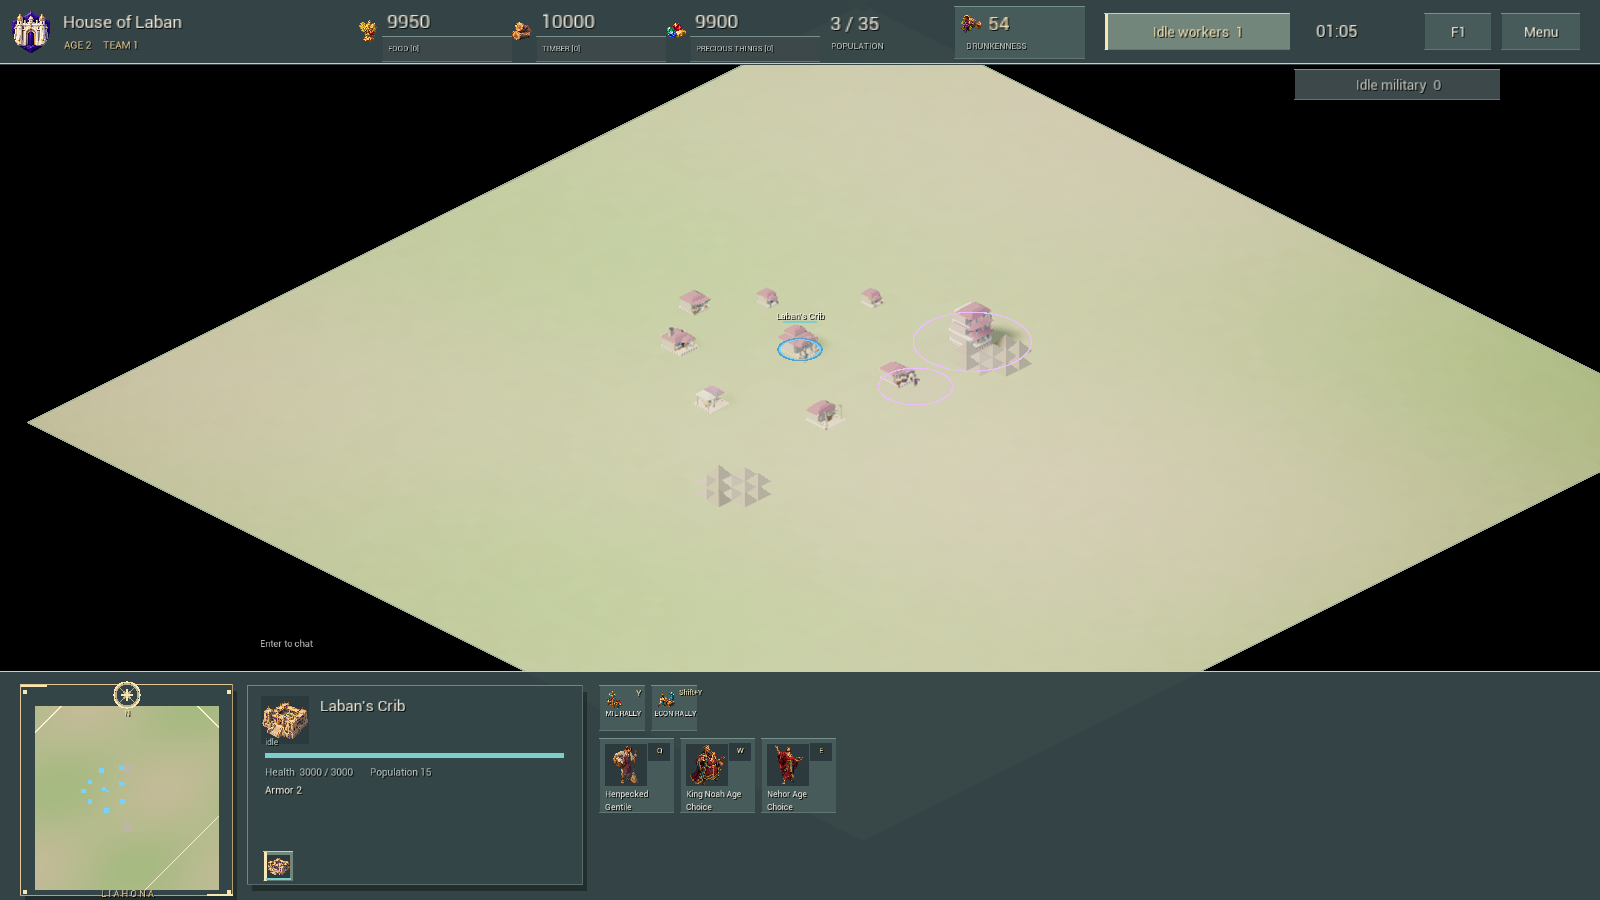 House of Laban
AGE 2 TEAM 1
9950
FOOD [0]
10000
TIMBER [0]
9900
PRECIOUS THINGS [0]
3 / 35
POPULATION
54
DRUNKENNESS
Idle workers 1
01:05
F1
Menu
Idle military 0
Laban's Crib
Enter to chat
N
LIAHONA
Laban's Crib
idle
Health 3000 / 3000 Population 15
Armor 2
Y
MIL RALLY
Shift+Y
ECON RALLY
Q
Henpecked
Gentile
W
King Noah Age
Choice
E
Nehor Age
Choice